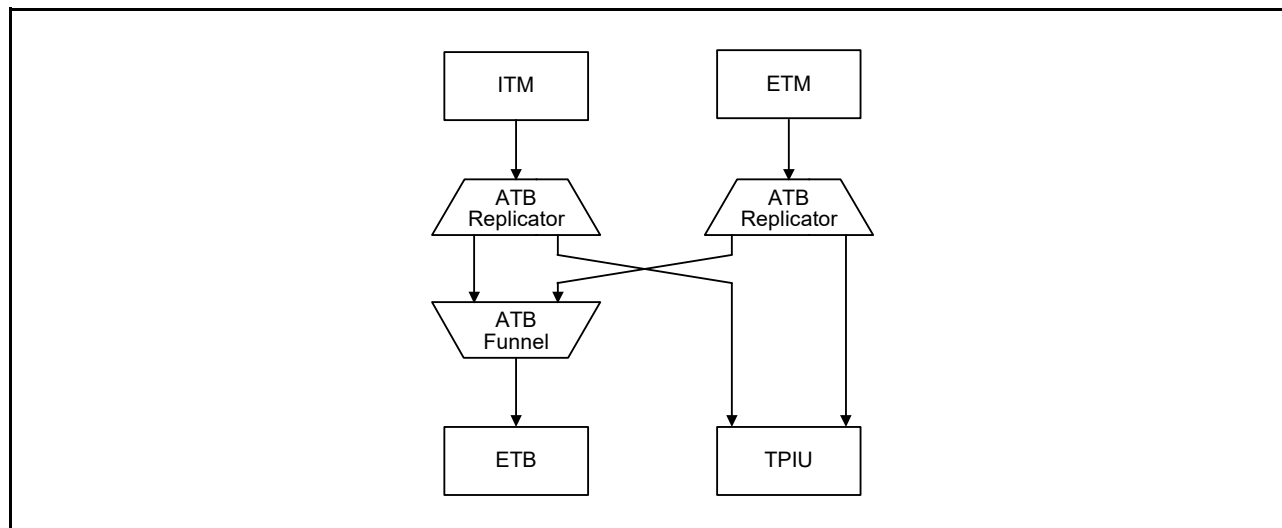 ITM
ETM
ATB
Replicator
ATB
Replicator
ATB
Funnel
ETB
TPIU